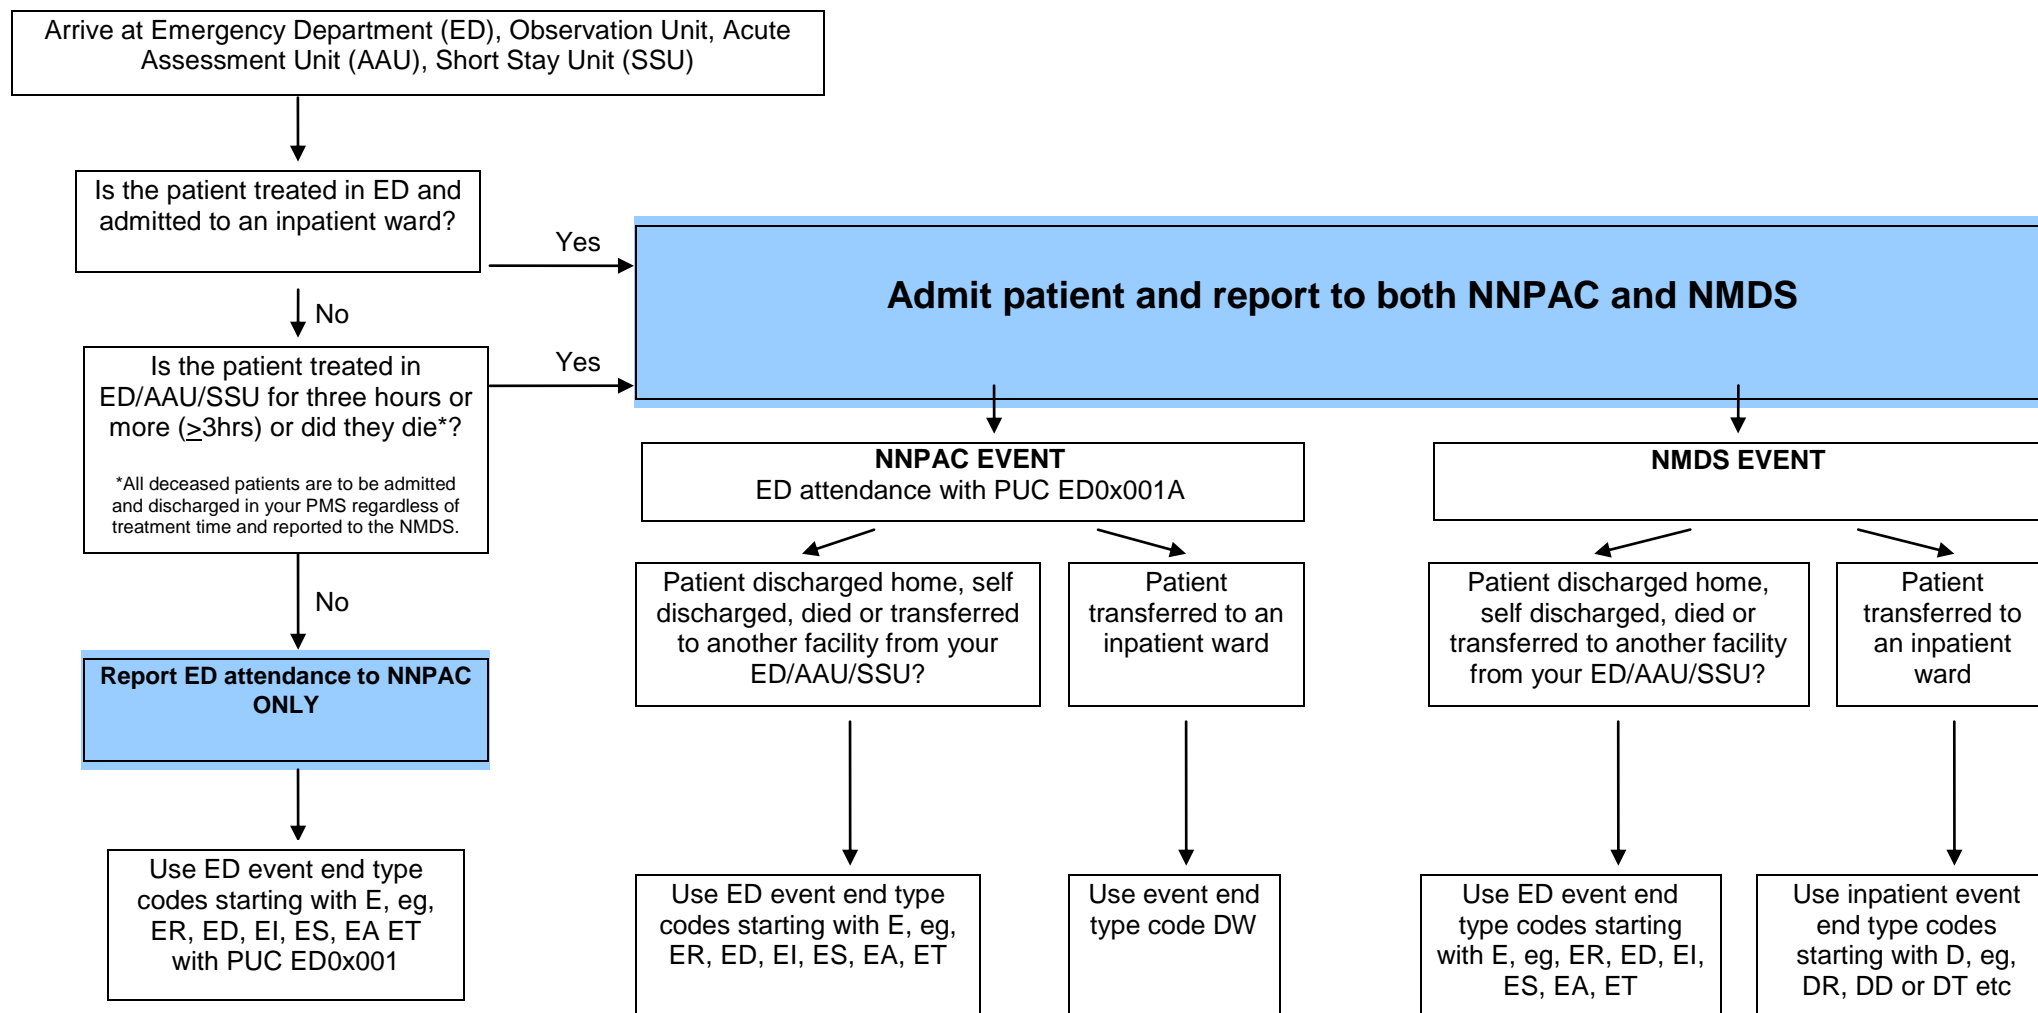 Arrive at Emergency Department (ED), Observation Unit, Acute
Assessment Unit (AAU), Short Stay Unit (SSU)
Is the patient treated in ED and
admitted to an inpatient ward?
Yes
Admit patient and report to both NNPAC and NMDS
No
Is the patient treated in
ED/AAU/SSU for three hours or
more (>3hrs) or did they die*?
*All deceased patients are to be admitted
and discharged in your PMS regardless of
treatment time and reported to the NMDS.
Yes
No
Report ED attendance to NNPAC
ONLY
Use ED event end type
codes starting with E, eg,
ER, ED, EI, ES, EA ET
with PUC ED0x001
NNPAC EVENT
ED attendance with PUC ED0x001A
Patient discharged home, self
discharged, died or transferred
to another facility from your
ED/AAU/SSU?
Use ED event end type
codes starting with E, eg,
ER, ED, EI, ES, EA, ET
Patient
transferred to an
inpatient ward
Use event end
type code DW
NMDS EVENT
Patient discharged home,
self discharged, died or
transferred to another facility
from your ED/AAU/SSU?
Use ED event end
type codes starting
with E, eg, ER, ED, EI,
ES, EA, ET
Patient
transferred to
an inpatient
ward
Use inpatient event
end type codes
starting with D, eg,
DR, DD or DT etc